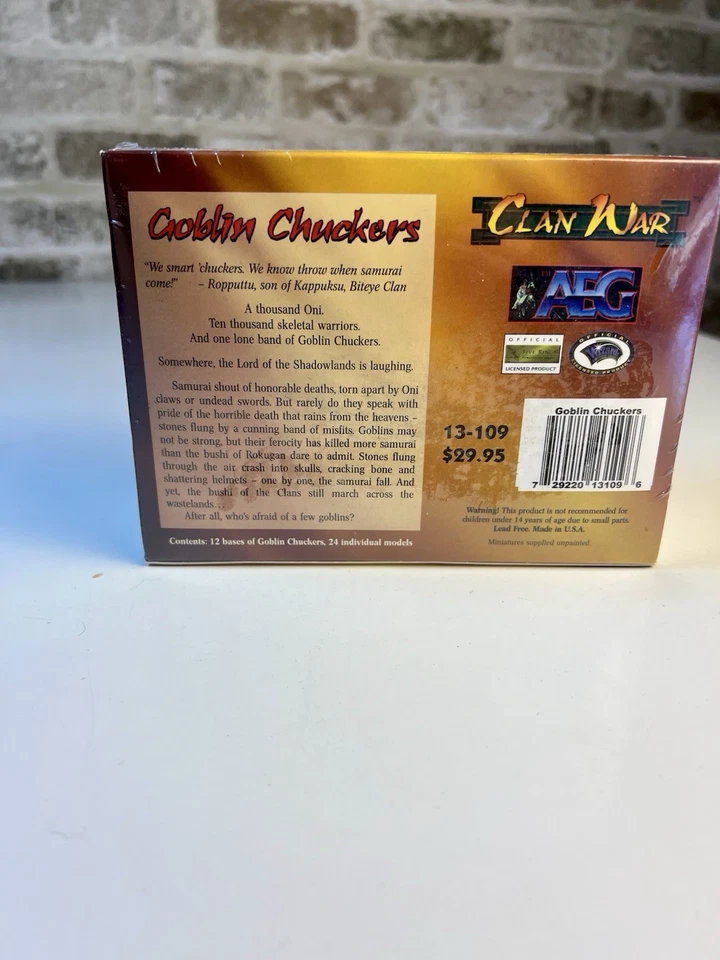 Goblin Chuckers
"We smart 'chuckers. We know throw when samurai
come!" – Ropputtu, son of Kappuksu, Biteye Clan
A thousand Oni.
Ten thousand skeletal warriors.
And one lone band of Goblin Chuckers.
Somewhere, the Lord of the Shadowlands is laughing.
Samurai shout of honorable deaths, torn apart by Oni
claws or undead swords. But rarely do they speak with
pride of the horrible death that rains from the heavens –
stones flung by a cunning band of misfits. Goblins may
not be strong, but their ferocity has killed more samurai
than the bushi of Rokugan dare to admit. Stones flung
through the air crash into skulls, cracking bone and
shattering helmets – one by one, the samurai fall. And
yet, the bushi of the Clans still march across the
wastelands…
After all, who's afraid of a few goblins?
Contents: 12 bases of Goblin Chuckers, 24 individual models
CLAN WAR
AEG
OFFICIAL
FIVE RINGS
LICENSED PRODUCT
OFFICIAL
LICENSED PRODUCT
13-109
$29.95
Goblin Chuckers
7 29220 13109 6
Warning! This product is not recommended for
children under 14 years of age due to small parts.
Lead Free. Made in U.S.A.
Miniatures supplied unpainted.